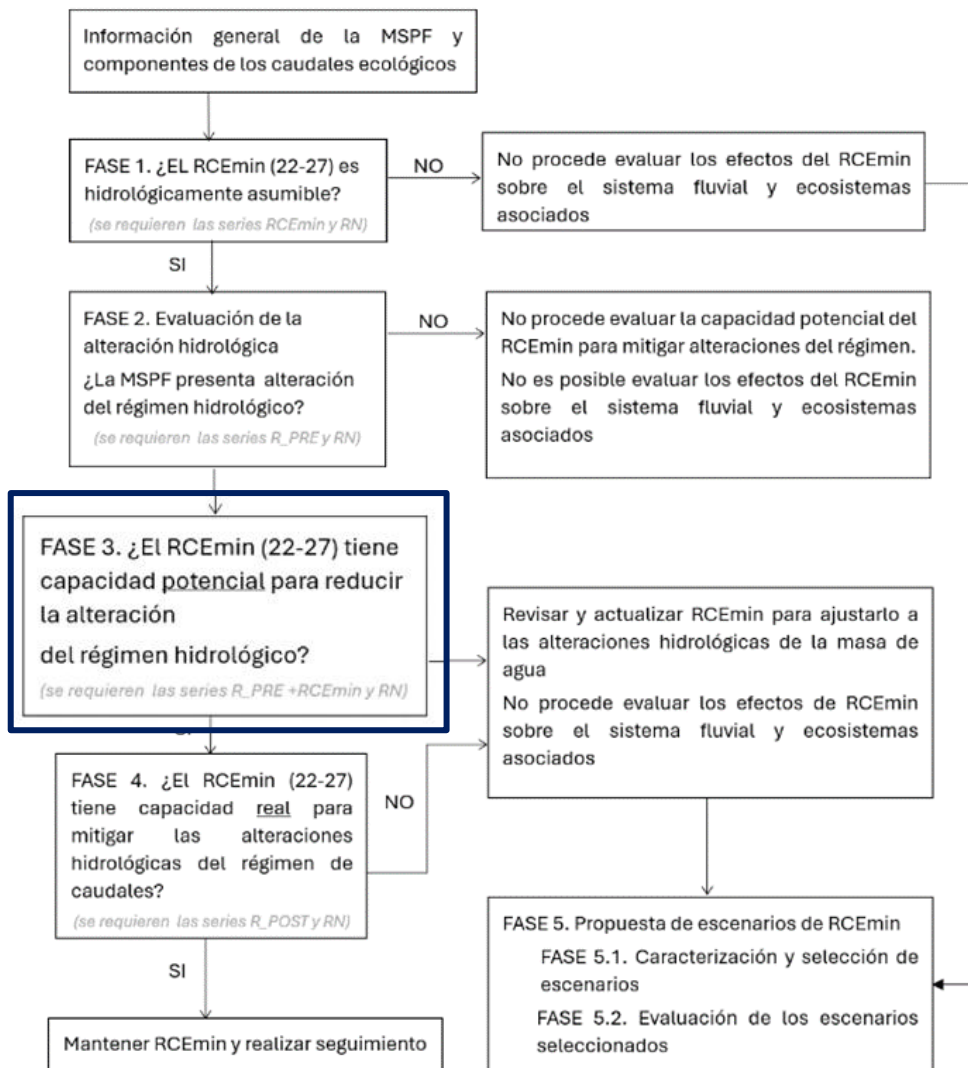 Información general de la MSPF y
componentes de los caudales ecológicos
FASE 1. ¿EL RCEmin (22-27) es
hidrológicamente asumible?
(se requieren las series RCEmin y RN)
NO
No procede evaluar los efectos del RCEmin
sobre el sistema fluvial y ecosistemas
asociados
SI
FASE 2. Evaluación de la
alteración hidrológica
¿La MSPF presenta alteración
del régimen hidrológico?
(se requieren las series R_PRE y RN)
NO
No procede evaluar la capacidad potencial del
RCEmin para mitigar alteraciones del régimen.
No es posible evaluar los efectos del RCEmin
sobre el sistema fluvial y ecosistemas
asociados
FASE 3. ¿El RCEmin (22-27) tiene
capacidad potencial para reducir
la alteración
del régimen hidrológico?
(se requieren las series R_PRE +RCEmin y RN)
Revisar y actualizar RCEmin para ajustarlo a
las alteraciones hidrológicas de la masa de
agua
No procede evaluar los efectos de RCEmin
sobre el sistema fluvial y ecosistemas
asociados
FASE 4. ¿El RCEmin (22-27)
tiene capacidad real para
mitigar las alteraciones
hidrológicas del régimen de
caudales?
(se requieren las series R_POST y RN)
NO
SI
Mantener RCEmin y realizar seguimiento
FASE 5. Propuesta de escenarios de RCEmin
FASE 5.1. Caracterización y selección de
escenarios
FASE 5.2. Evaluación de los escenarios
seleccionados